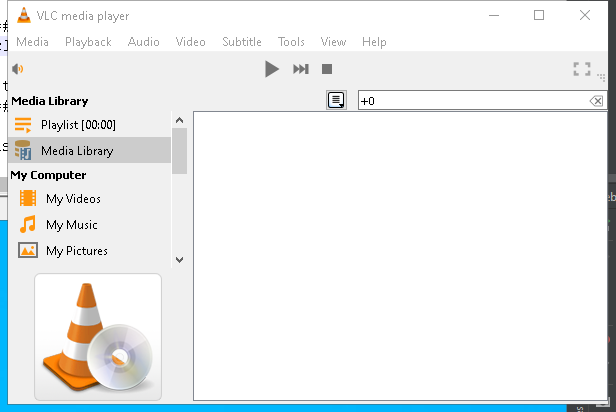 VLC media player
Media Playback Audio Video Subtitle Tools View Help
Media Library
+0
Playlist [00:00]
Media Library
My Computer
My Videos
My Music
My Pictures